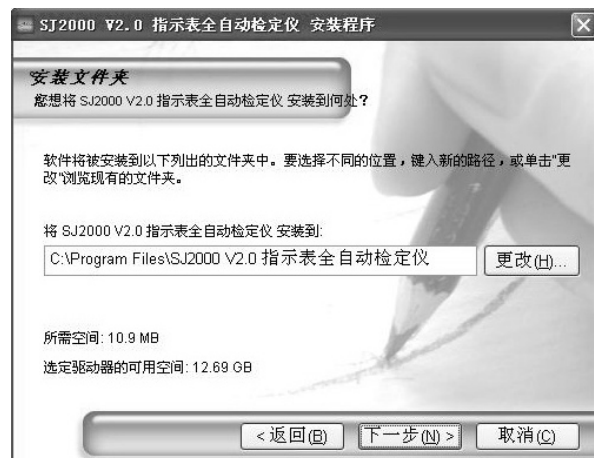 SJ2000 V2.0 指示表全自动检定仪 安装程序
安装文件夹
您想将 SJ2000 V2.0 指示表全自动检定仪 安装到何处?
软件将被安装到以下列出的文件夹中。要选择不同的位置，键入新的路径，或单击"更
改"浏览现有的文件夹。
将 SJ2000 V2.0 指示表全自动检定仪 安装到:
C:\Program Files\SJ2000 V2.0 指示表全自动检定仪
更改(H)...
所需空间: 10.9 MB
选定驱动器的可用空间: 12.69 GB
<返回(B) 下一步(N)> 取消(C)